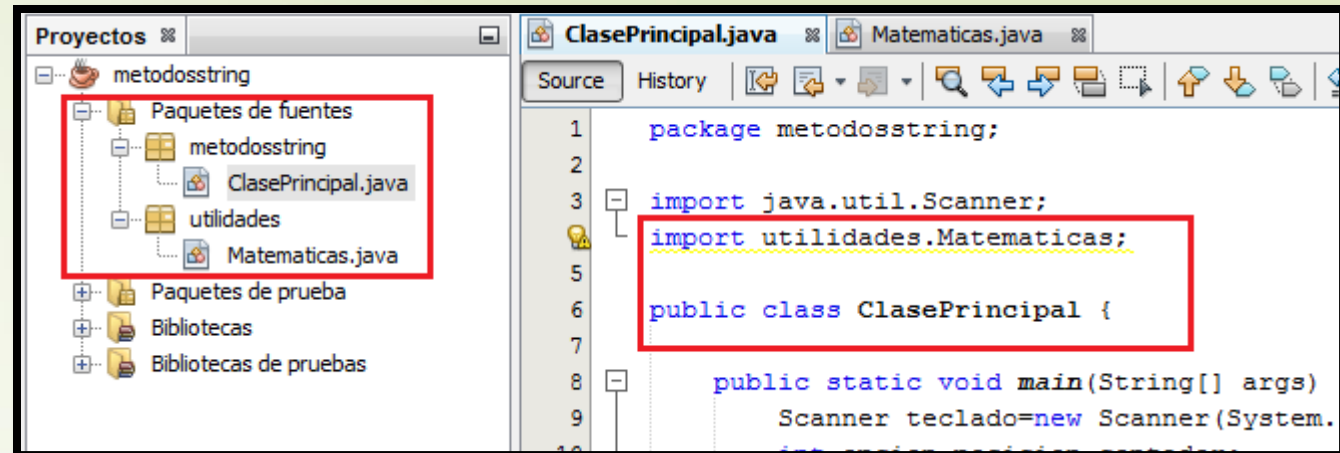 Proyectos
metodosstring
Paquetes de fuentes
metodosstring
ClasePrincipal.java
utilidades
Matematicas.java
Paquetes de prueba
Bibliotecas
Bibliotecas de pruebas
ClasePrincipal.java Matematicas.java
Source History
1 package metodosstring;
2
3 import java.util.Scanner;
import utilidades.Matematicas;
5
6 public class ClasePrincipal {
7
8 public static void main(String[] args)
9 Scanner teclado=new Scanner(System.